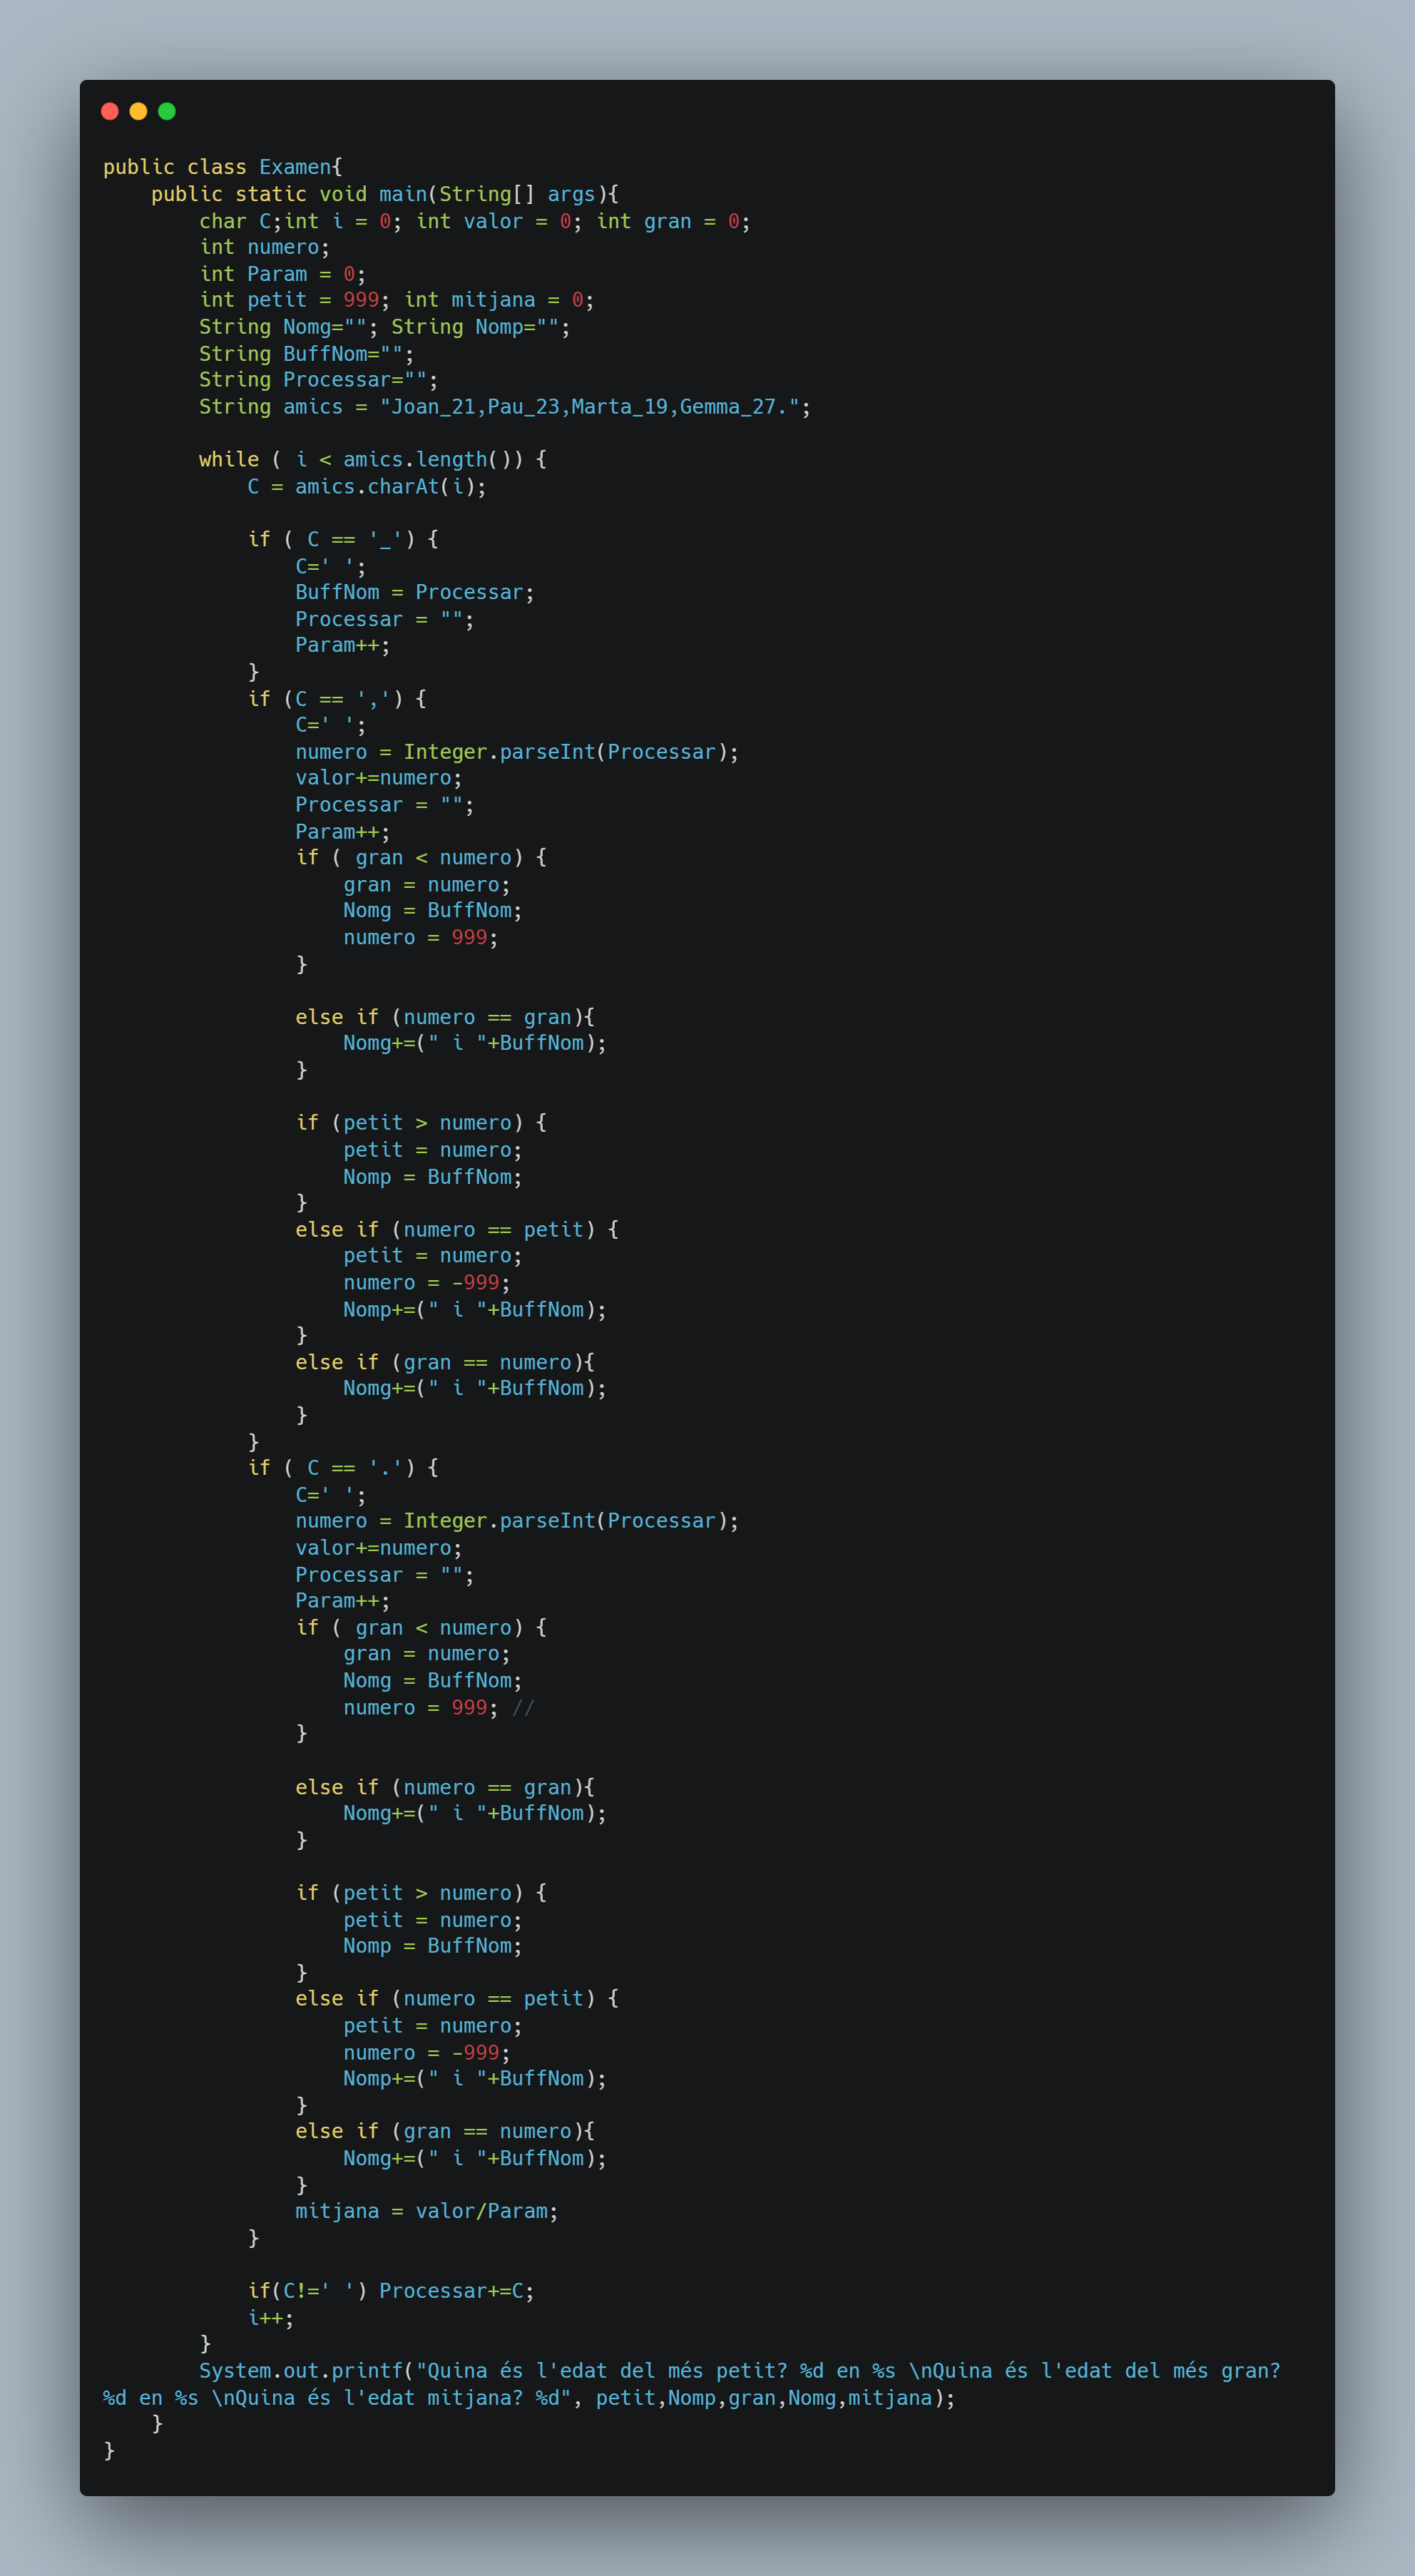 public class Examen{
    public static void main(String[] args){
        char C;int i = 0; int valor = 0; int gran = 0;
        int numero;
        int Param = 0;
        int petit = 999; int mitjana = 0;
        String Nomg=""; String Nomp="";
        String BuffNom="";
        String Processar="";
        String amics = "Joan_21,Pau_23,Marta_19,Gemma_27.";

        while ( i < amics.length()) {
            C = amics.charAt(i);

            if ( C == '_') {
                C=' ';
                BuffNom = Processar;
                Processar = "";
                Param++;
            }
            if (C == ',') {
                C=' ';
                numero = Integer.parseInt(Processar);
                valor+=numero;
                Processar = "";
                Param++;
                if ( gran < numero) {
                    gran = numero;
                    Nomg = BuffNom;
                    numero = 999;
                }

                else if (numero == gran){
                    Nomg+=(" i "+BuffNom);
                }

                if (petit > numero) {
                    petit = numero;
                    Nomp = BuffNom;
                }
                else if (numero == petit) {
                    petit = numero;
                    numero = -999;
                    Nomp+=(" i "+BuffNom);
                }
                else if (gran == numero){
                    Nomg+=(" i "+BuffNom);
                }
            }
            if ( C == '.') {
                C=' ';
                numero = Integer.parseInt(Processar);
                valor+=numero;
                Processar = "";
                Param++;
                if ( gran < numero) {
                    gran = numero;
                    Nomg = BuffNom;
                    numero = 999; //
                }

                else if (numero == gran){
                    Nomg+=(" i "+BuffNom);
                }

                if (petit > numero) {
                    petit = numero;
                    Nomp = BuffNom;
                }
                else if (numero == petit) {
                    petit = numero;
                    numero = -999;
                    Nomp+=(" i "+BuffNom);
                }
                else if (gran == numero){
                    Nomg+=(" i "+BuffNom);
                }
                mitjana = valor/Param;
            }

            if(C!=' ') Processar+=C;
            i++;
        }
        System.out.printf("Quina és l'edat del més petit? %d en %s \nQuina és l'edat del més gran?
%d en %s \nQuina és l'edat mitjana? %d", petit,Nomp,gran,Nomg,mitjana);
    }
}